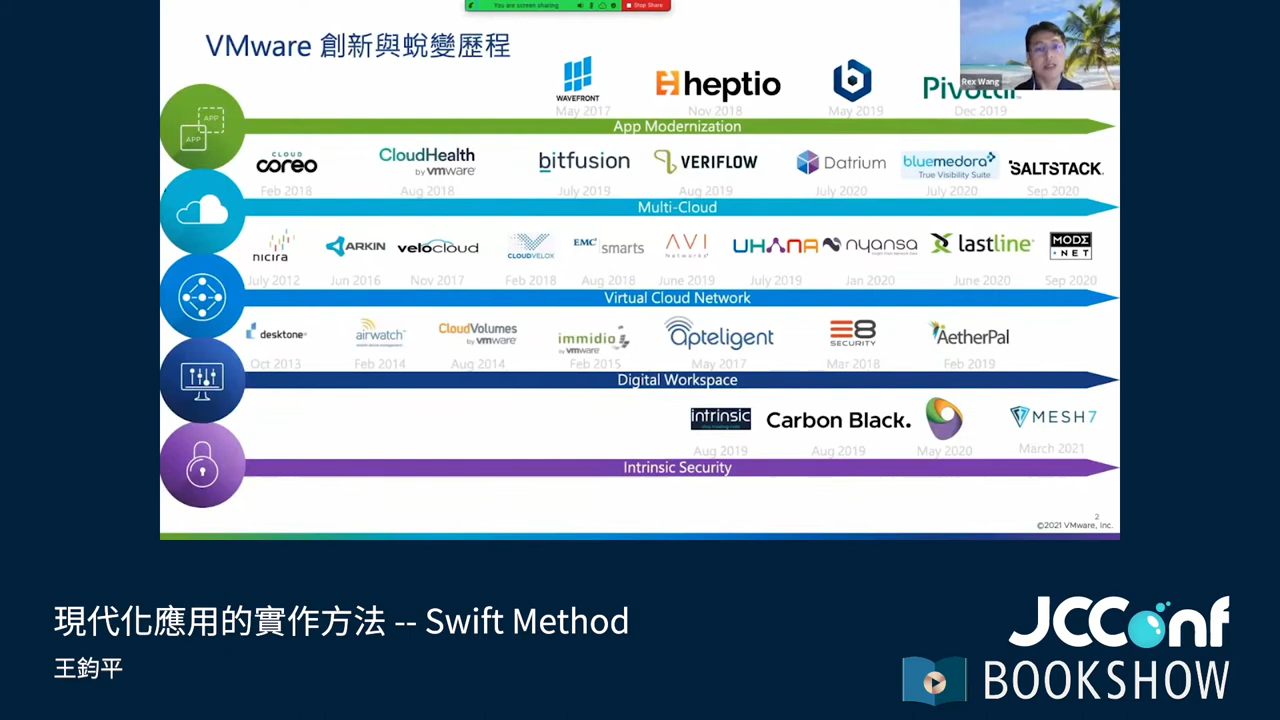 You are screen sharing
Stop Share
VMware 創新與蛻變歷程
Rex Wang
WAVEFRONT
heptio
Pivotal
May 2017
Nov 2018
May 2019
Dec 2019
APP
APP
App Modernization
CLOUD
coreo
CloudHealth
by vmware
bitfusion
VERIFLOW
Datrium
bluemedora
True Visibility Suite
SALTSTACK.
Feb 2018
Aug 2018
July 2019
Aug 2019
July 2020
July 2020
Sep 2020
Multi-Cloud
nicira
ARKIN
velocloud
CLOUDVELOX
EMC² smarts
AVI
Networks
UHANA
nyansa
lastline
MODE
.NET
July 2012
Jun 2016
Nov 2017
Feb 2018
Aug 2018
June 2019
July 2019
Jan 2020
June 2020
Sep 2020
Virtual Cloud Network
desktone
airwatch
CloudVolumes
by vmware
immidio
by vmware
Apteligent
E8
SECURITY
AetherPal
Oct 2013
Feb 2014
Aug 2014
Feb 2015
May 2017
Mar 2018
Feb 2019
Digital Workspace
intrinsic
Carbon Black.
MESH7
Aug 2019
Aug 2019
May 2020
March 2021
Intrinsic Security
2
©2021 VMware, Inc.
現代化應用的實作方法 -- Swift Method
王鈞平
JCConf
BOOKSHOW